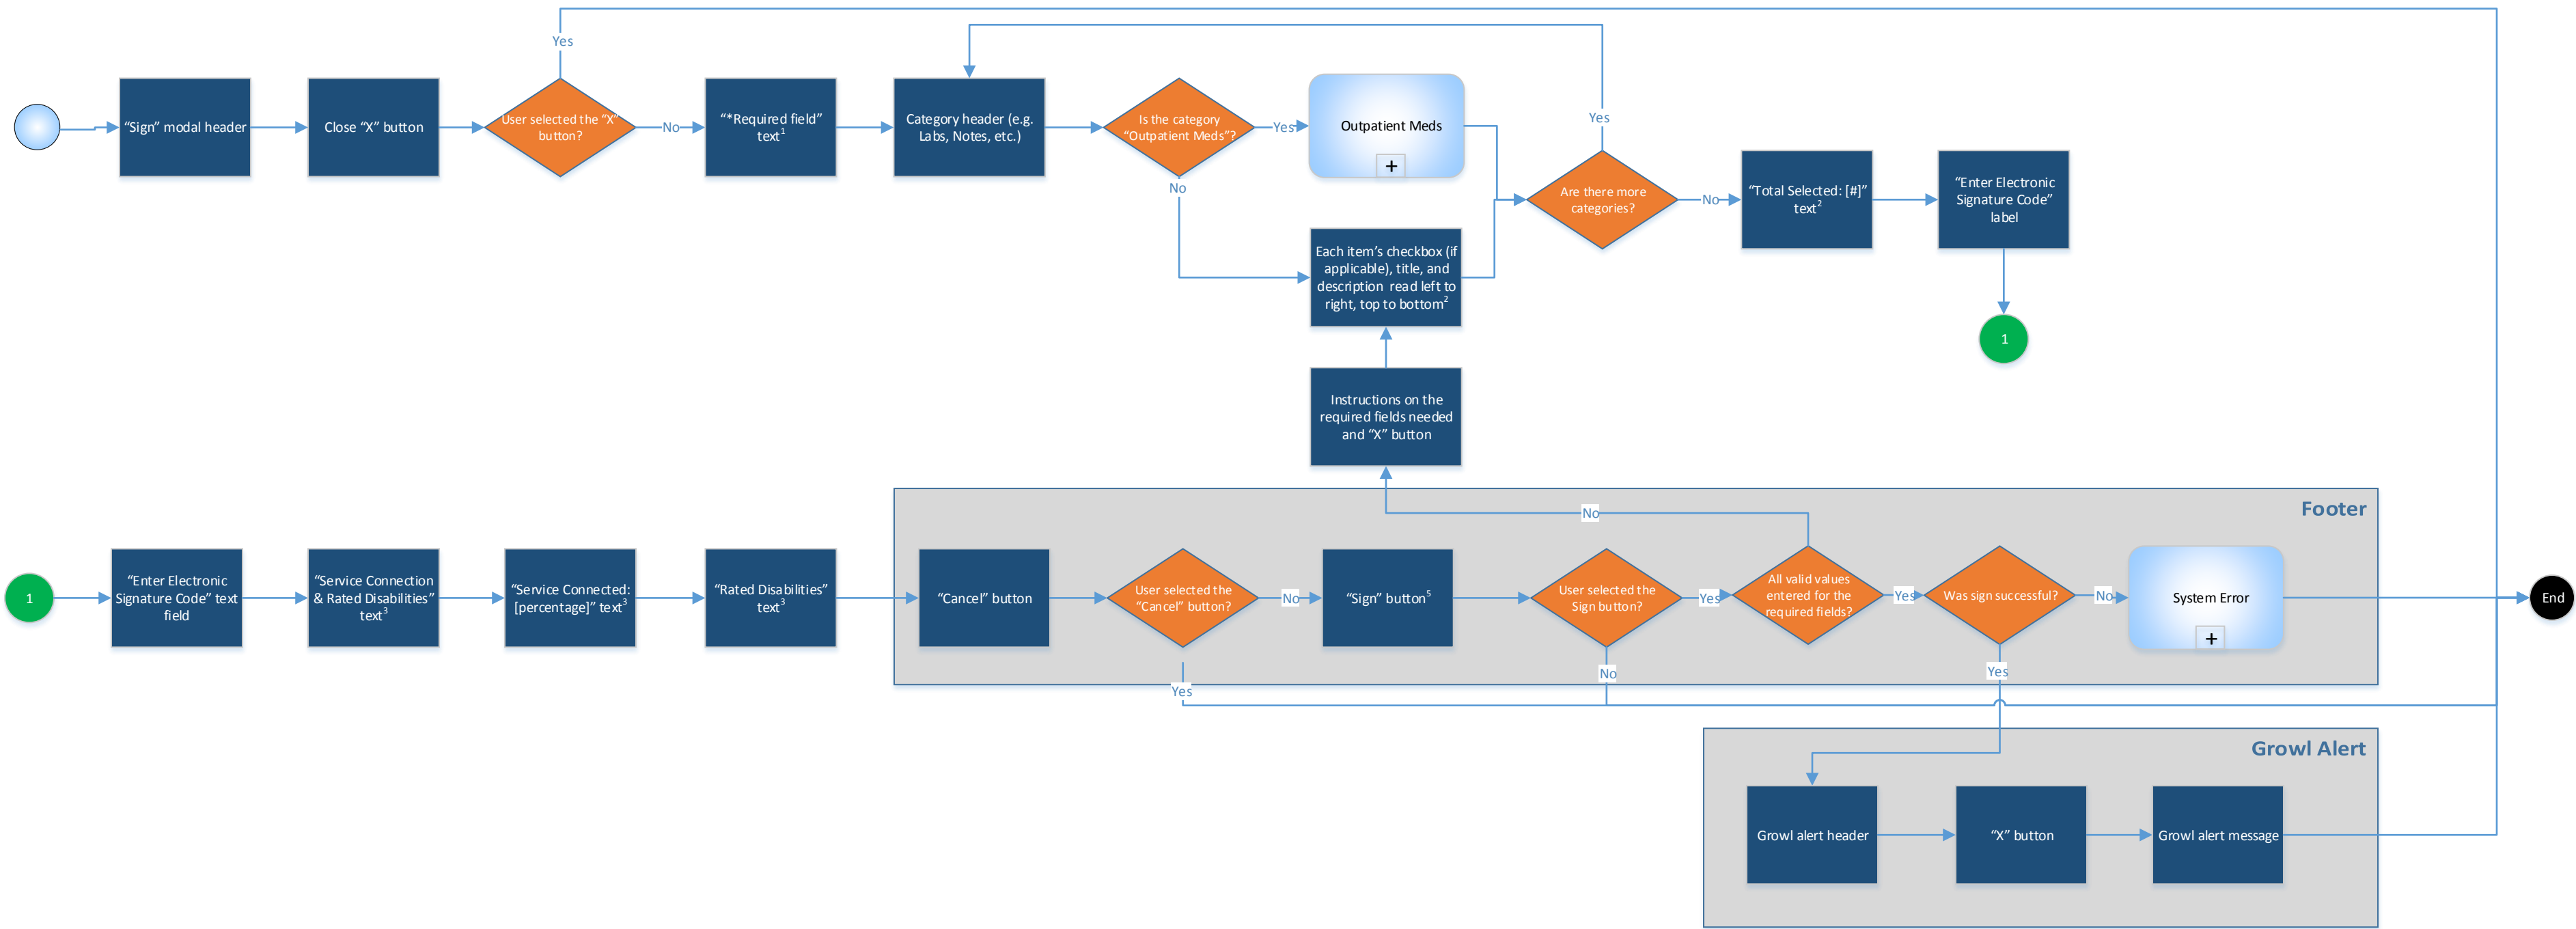 Yes
“Sign” modal header
Close “X” button
User selected the “X”
button?
No
“*Required field”
text1
Category header (e.g.
Labs, Notes, etc.)
Is the category
“Outpatient Meds”?
Yes
Outpatient Meds
+
No
Each item’s checkbox (if
applicable), title, and
description read left to
right, top to bottom2
Yes
Are there more
categories?
No
“Total Selected: [#]”
text2
“Enter Electronic
Signature Code”
label
1
Instructions on the
required fields needed
and “X” button
Footer
No
1
“Enter Electronic
Signature Code” text
field
“Service Connection
& Rated Disabilities”
text3
“Service Connected:
[percentage]” text3
“Rated Disabilities”
text3
“Cancel” button
User selected the
“Cancel” button?
No
“Sign” button5
User selected the
Sign button?
Yes
All valid values
entered for the
required fields?
Yes
Was sign successful?
No
System Error
+
End
Yes
No
Yes
Growl Alert
Growl alert header
“X” button
Growl alert message